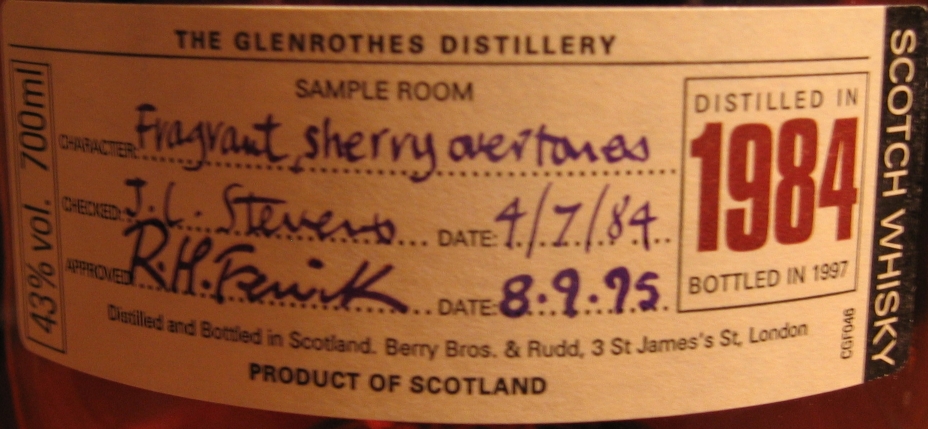 THE GLENROTHES DISTILLERY
SAMPLE ROOM
CHARACTER: Fragrant, sherry overtones
CHECKED: J.L. Stevens DATE: 4/7/84
APPROVED R.H. Fenwick DATE: 8.9.95
Distilled and Bottled in Scotland. Berry Bros. & Rudd, 3 St James's St, London
PRODUCT OF SCOTLAND
43% vol. 700ml
DISTILLED IN
1984
BOTTLED IN 1997
CGF046
SCOTCH WHISKY